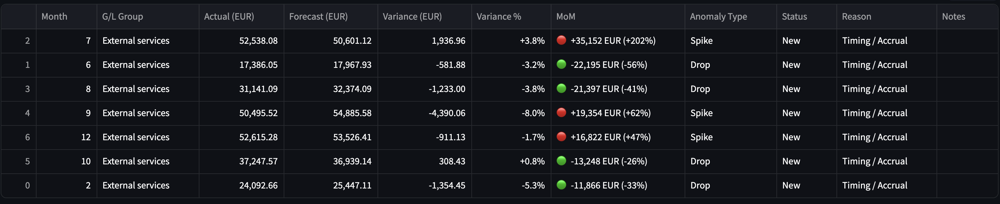 Month G/L Group Actual (EUR) Forecast (EUR) Variance (EUR) Variance % MoM Anomaly Type Status Reason Notes
2 7 External services 52,538.08 50,601.12 1,936.96 +3.8% 🔴 +35,152 EUR (+202%) Spike New Timing / Accrual
1 6 External services 17,386.05 17,967.93 -581.88 -3.2% 🟢 -22,195 EUR (-56%) Drop New Timing / Accrual
3 8 External services 31,141.09 32,374.09 -1,233.00 -3.8% 🟢 -21,397 EUR (-41%) Drop New Timing / Accrual
4 9 External services 50,495.52 54,885.58 -4,390.06 -8.0% 🔴 +19,354 EUR (+62%) Spike New Timing / Accrual
6 12 External services 52,615.28 53,526.41 -911.13 -1.7% 🔴 +16,822 EUR (+47%) Spike New Timing / Accrual
5 10 External services 37,247.57 36,939.14 308.43 +0.8% 🟢 -13,248 EUR (-26%) Drop New Timing / Accrual
0 2 External services 24,092.66 25,447.11 -1,354.45 -5.3% 🟢 -11,866 EUR (-33%) Drop New Timing / Accrual